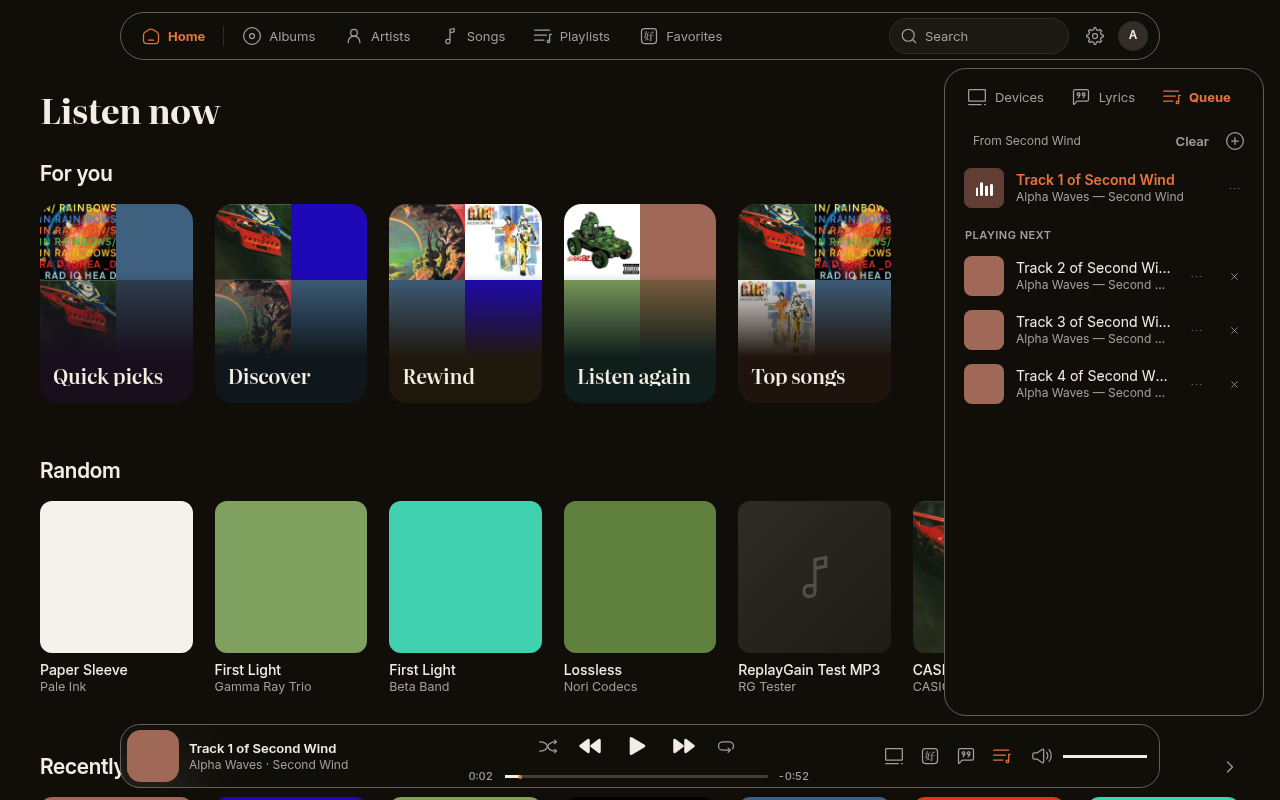 Home
Albums
Artists
Songs
Playlists
好 Favorites
Search
A
Listen now
For you
Quick picks
Discover
Rewind
Listen again
Top songs
Random
Paper Sleeve
Pale Ink
First Light
Gamma Ray Trio
First Light
Beta Band
Lossless
Nori Codecs
ReplayGain Test MP3
RG Tester
Recently
Devices
Lyrics
Queue
From Second Wind
Clear
Track 1 of Second Wind
Alpha Waves — Second Wind
PLAYING NEXT
Track 2 of Second Wi...
Alpha Waves — Second ...
Track 3 of Second Wi...
Alpha Waves — Second ...
Track 4 of Second W...
Alpha Waves — Second ...
Track 1 of Second Wind
Alpha Waves · Second Wind
0:02
-0:52
好